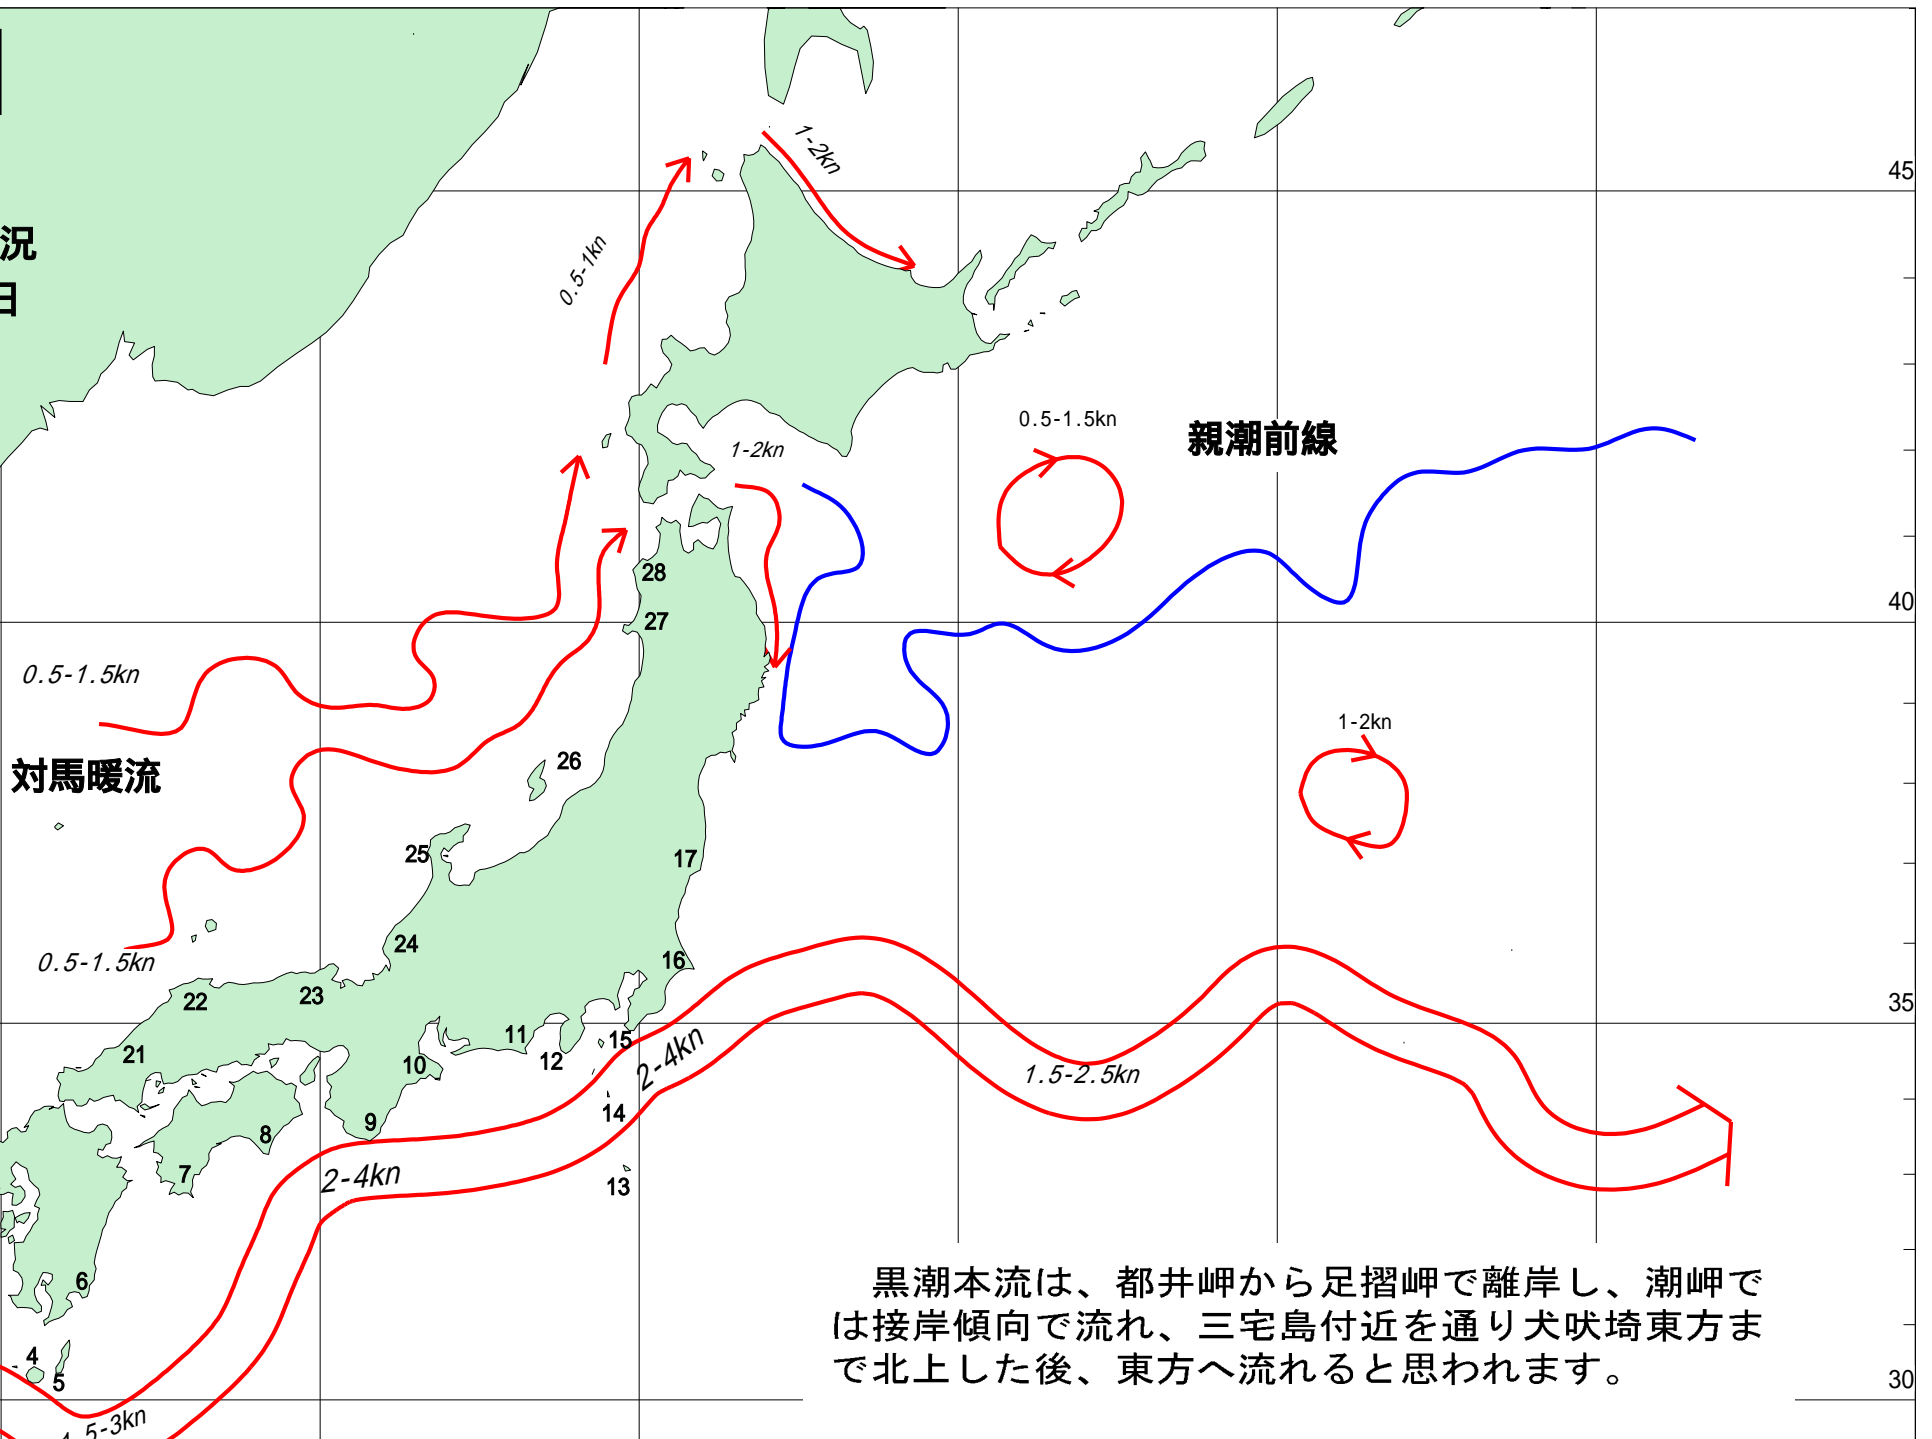 況
日
1-2kn
45
0.5-1kn
0.5-1.5kn
親潮前線
1-2kn
28
40
27
0.5-1.5kn
1-2kn
26
対馬暖流
25
17
24
16
0.5-1.5kn
22
23
35
11
15
21
12
10
2-4kn
1.5-2.5kn
14
9
8
7
2-4kn
13
6
黒潮本流は、都井岬から足摺岬で離岸し、潮岬で
は接岸傾向で流れ、三宅島付近を通り犬吠埼東方ま
で北上した後、東方へ流れると思われます。
4
5
30
5-3kn